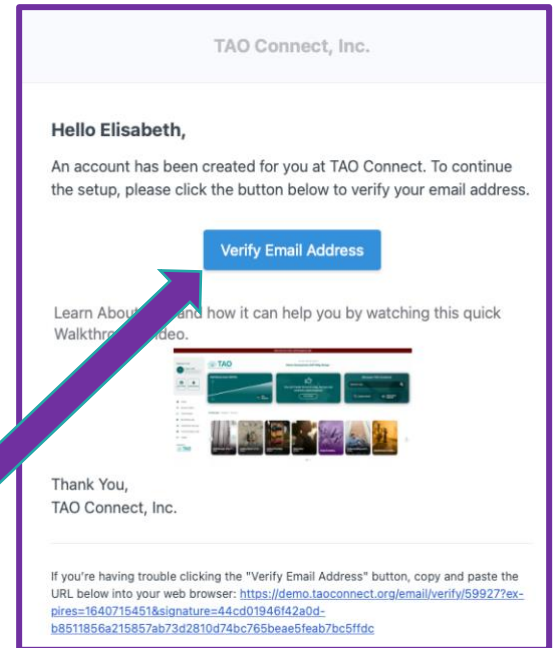 TAO Connect, Inc.
Hello Elisabeth,
An account has been created for you at TAO Connect. To continue
the setup, please click the button below to verify your email address.
Verify Email Address
Learn About and how it can help you by watching this quick
Walkthr deo.
TAO
Thank You,
TAO Connect, Inc.
If you're having trouble clicking the "Verify Email Address" button, copy and paste the
URL below into your web browser: https://demo.taoconnect.org/email/verify/59927?ex-
pires=1640715451&signature=44cd01946f42a0d-
b8511856a215857ab73d2810d74bc765beae5feab7bc5ffdc